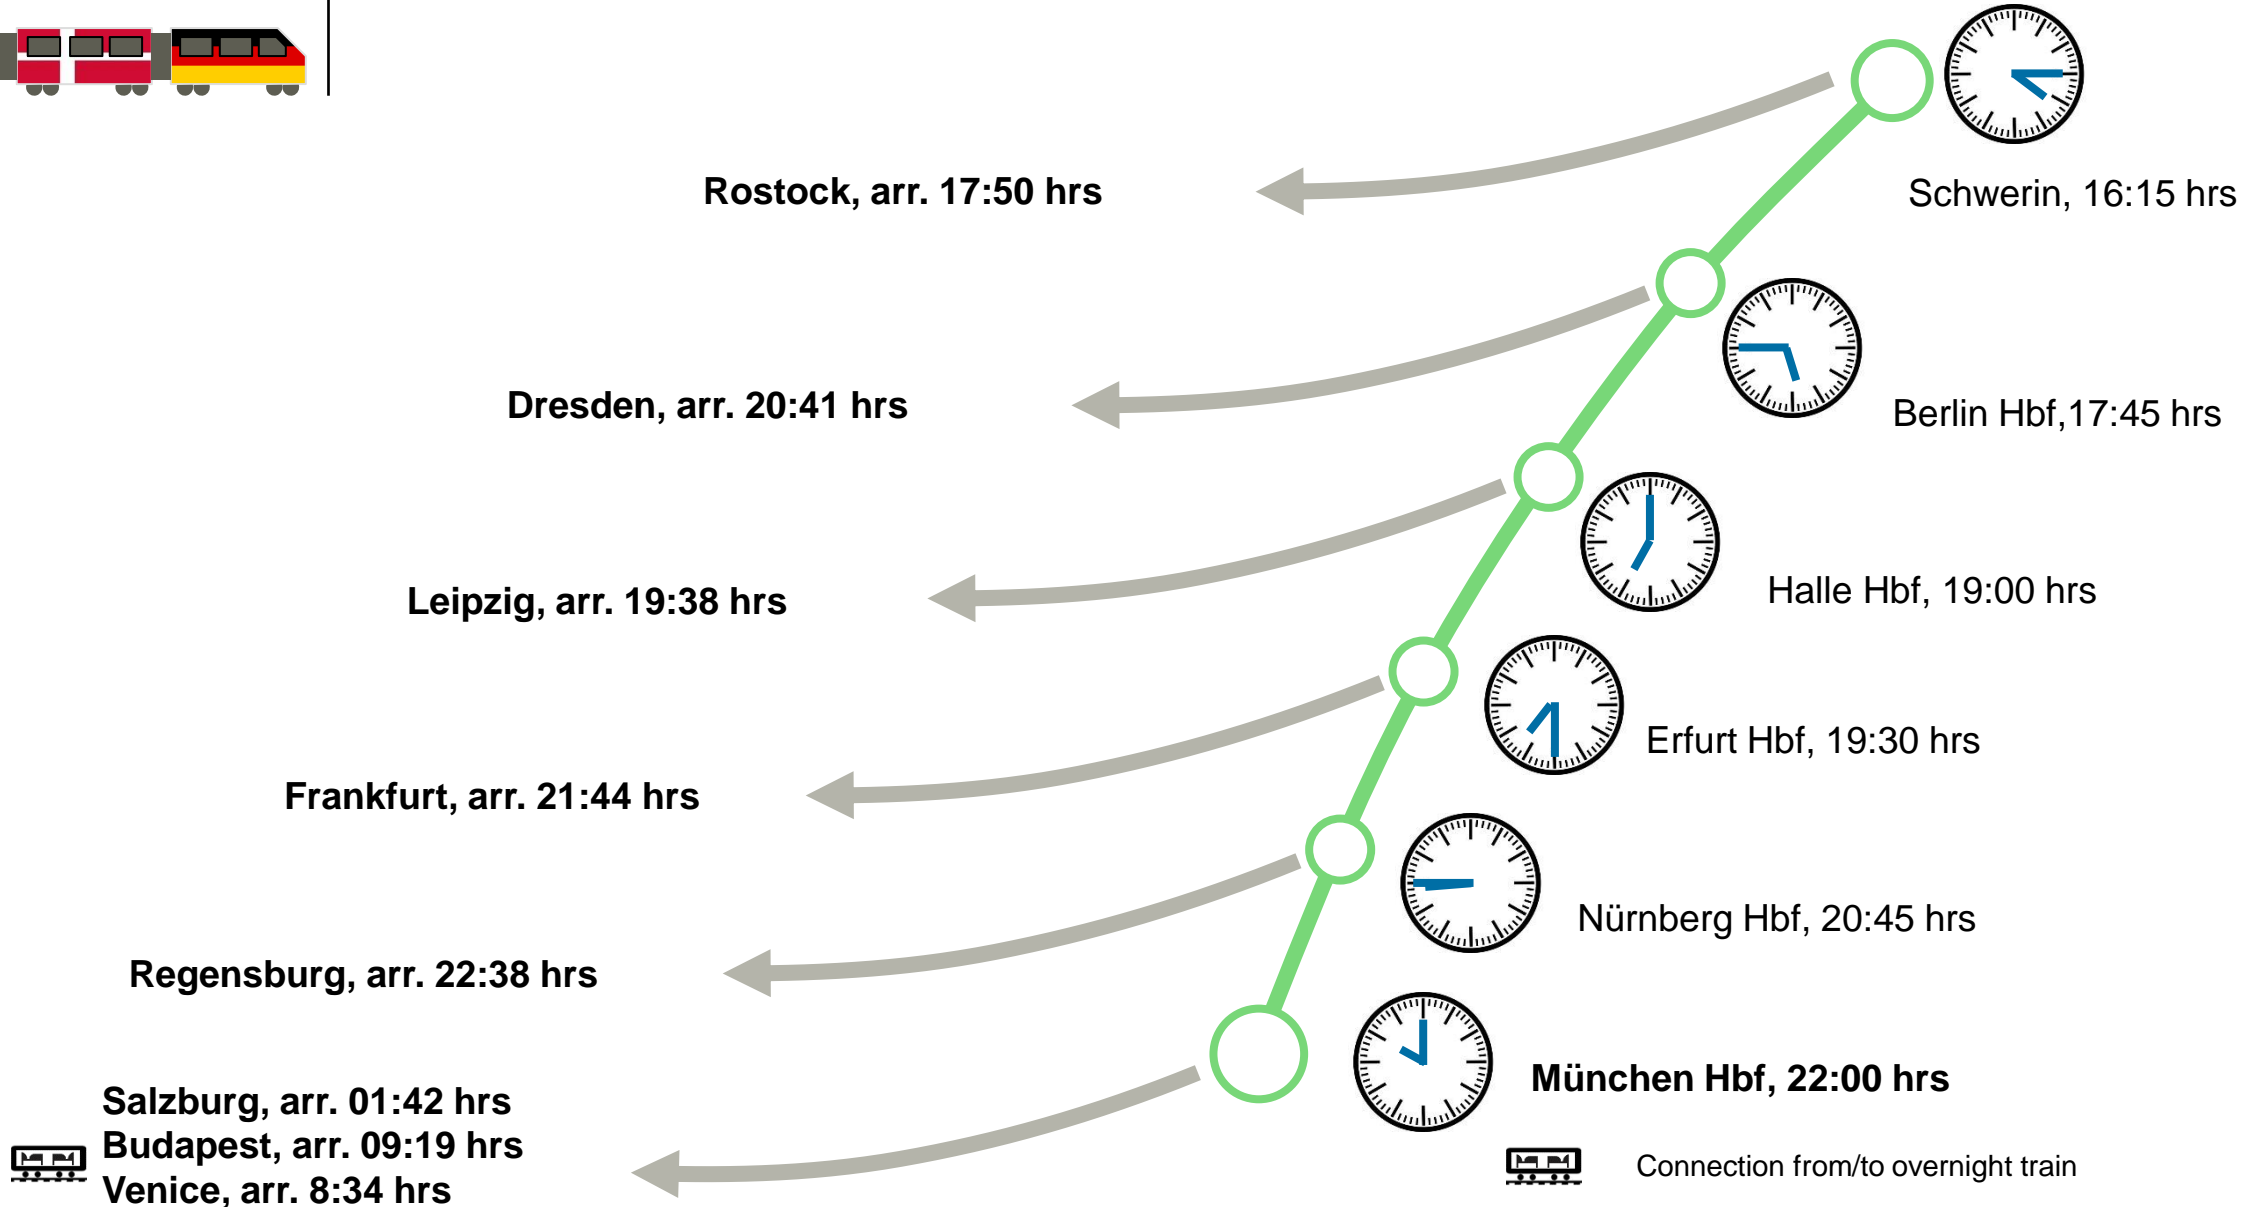 Rostock, arr. 17:50 hrs
Schwerin, 16:15 hrs
Dresden, arr. 20:41 hrs
Berlin Hbf,17:45 hrs
Leipzig, arr. 19:38 hrs
Halle Hbf, 19:00 hrs
Frankfurt, arr. 21:44 hrs
Erfurt Hbf, 19:30 hrs
Regensburg, arr. 22:38 hrs
Nürnberg Hbf, 20:45 hrs
Salzburg, arr. 01:42 hrs
Budapest, arr. 09:19 hrs
Venice, arr. 8:34 hrs
München Hbf, 22:00 hrs
Connection from/to overnight train